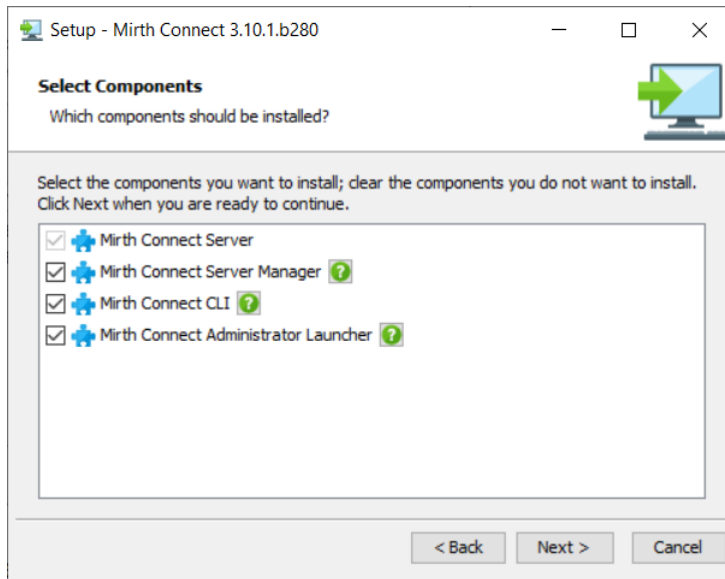 Setup - Mirth Connect 3.10.1.b280
Select Components
Which components should be installed?
Select the components you want to install; clear the components you do not want to install.
Click Next when you are ready to continue.
Mirth Connect Server
Mirth Connect Server Manager ?
Mirth Connect CLI ?
Mirth Connect Administrator Launcher ?
< Back Next > Cancel